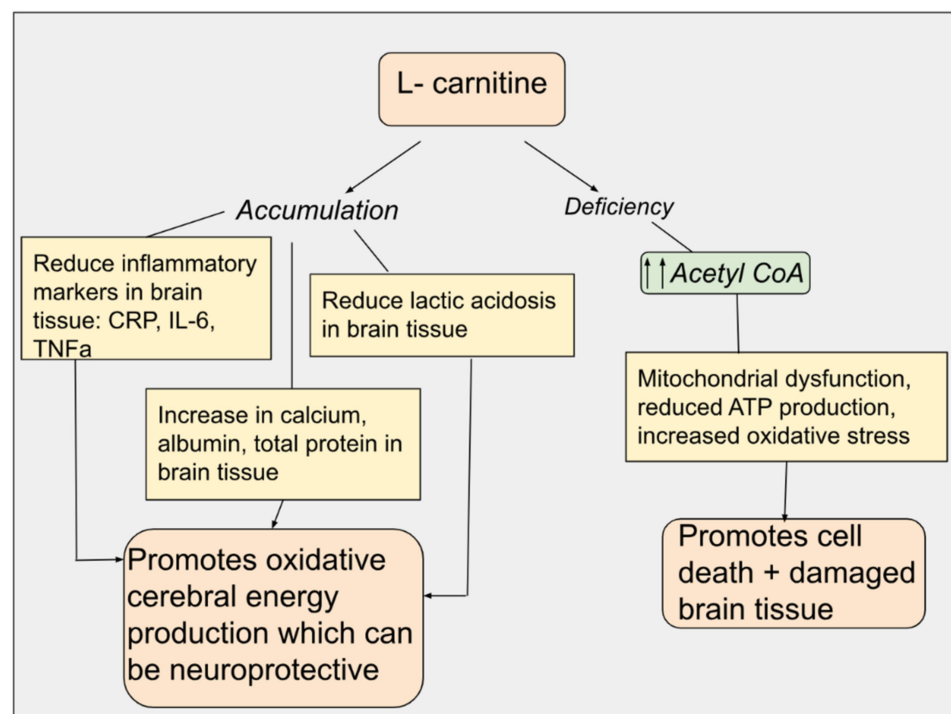 L- carnitine
Accumulation
Deficiency
Reduce inflammatory
markers in brain
tissue: CRP, IL-6,
TNFa
Reduce lactic acidosis
in brain tissue
Increase in calcium,
albumin, total protein in
brain tissue
Promotes oxidative
cerebral energy
production which can
be neuroprotective
↑↑ Acetyl CoA
Mitochondrial dysfunction,
reduced ATP production,
increased oxidative stress
Promotes cell
death + damaged
brain tissue